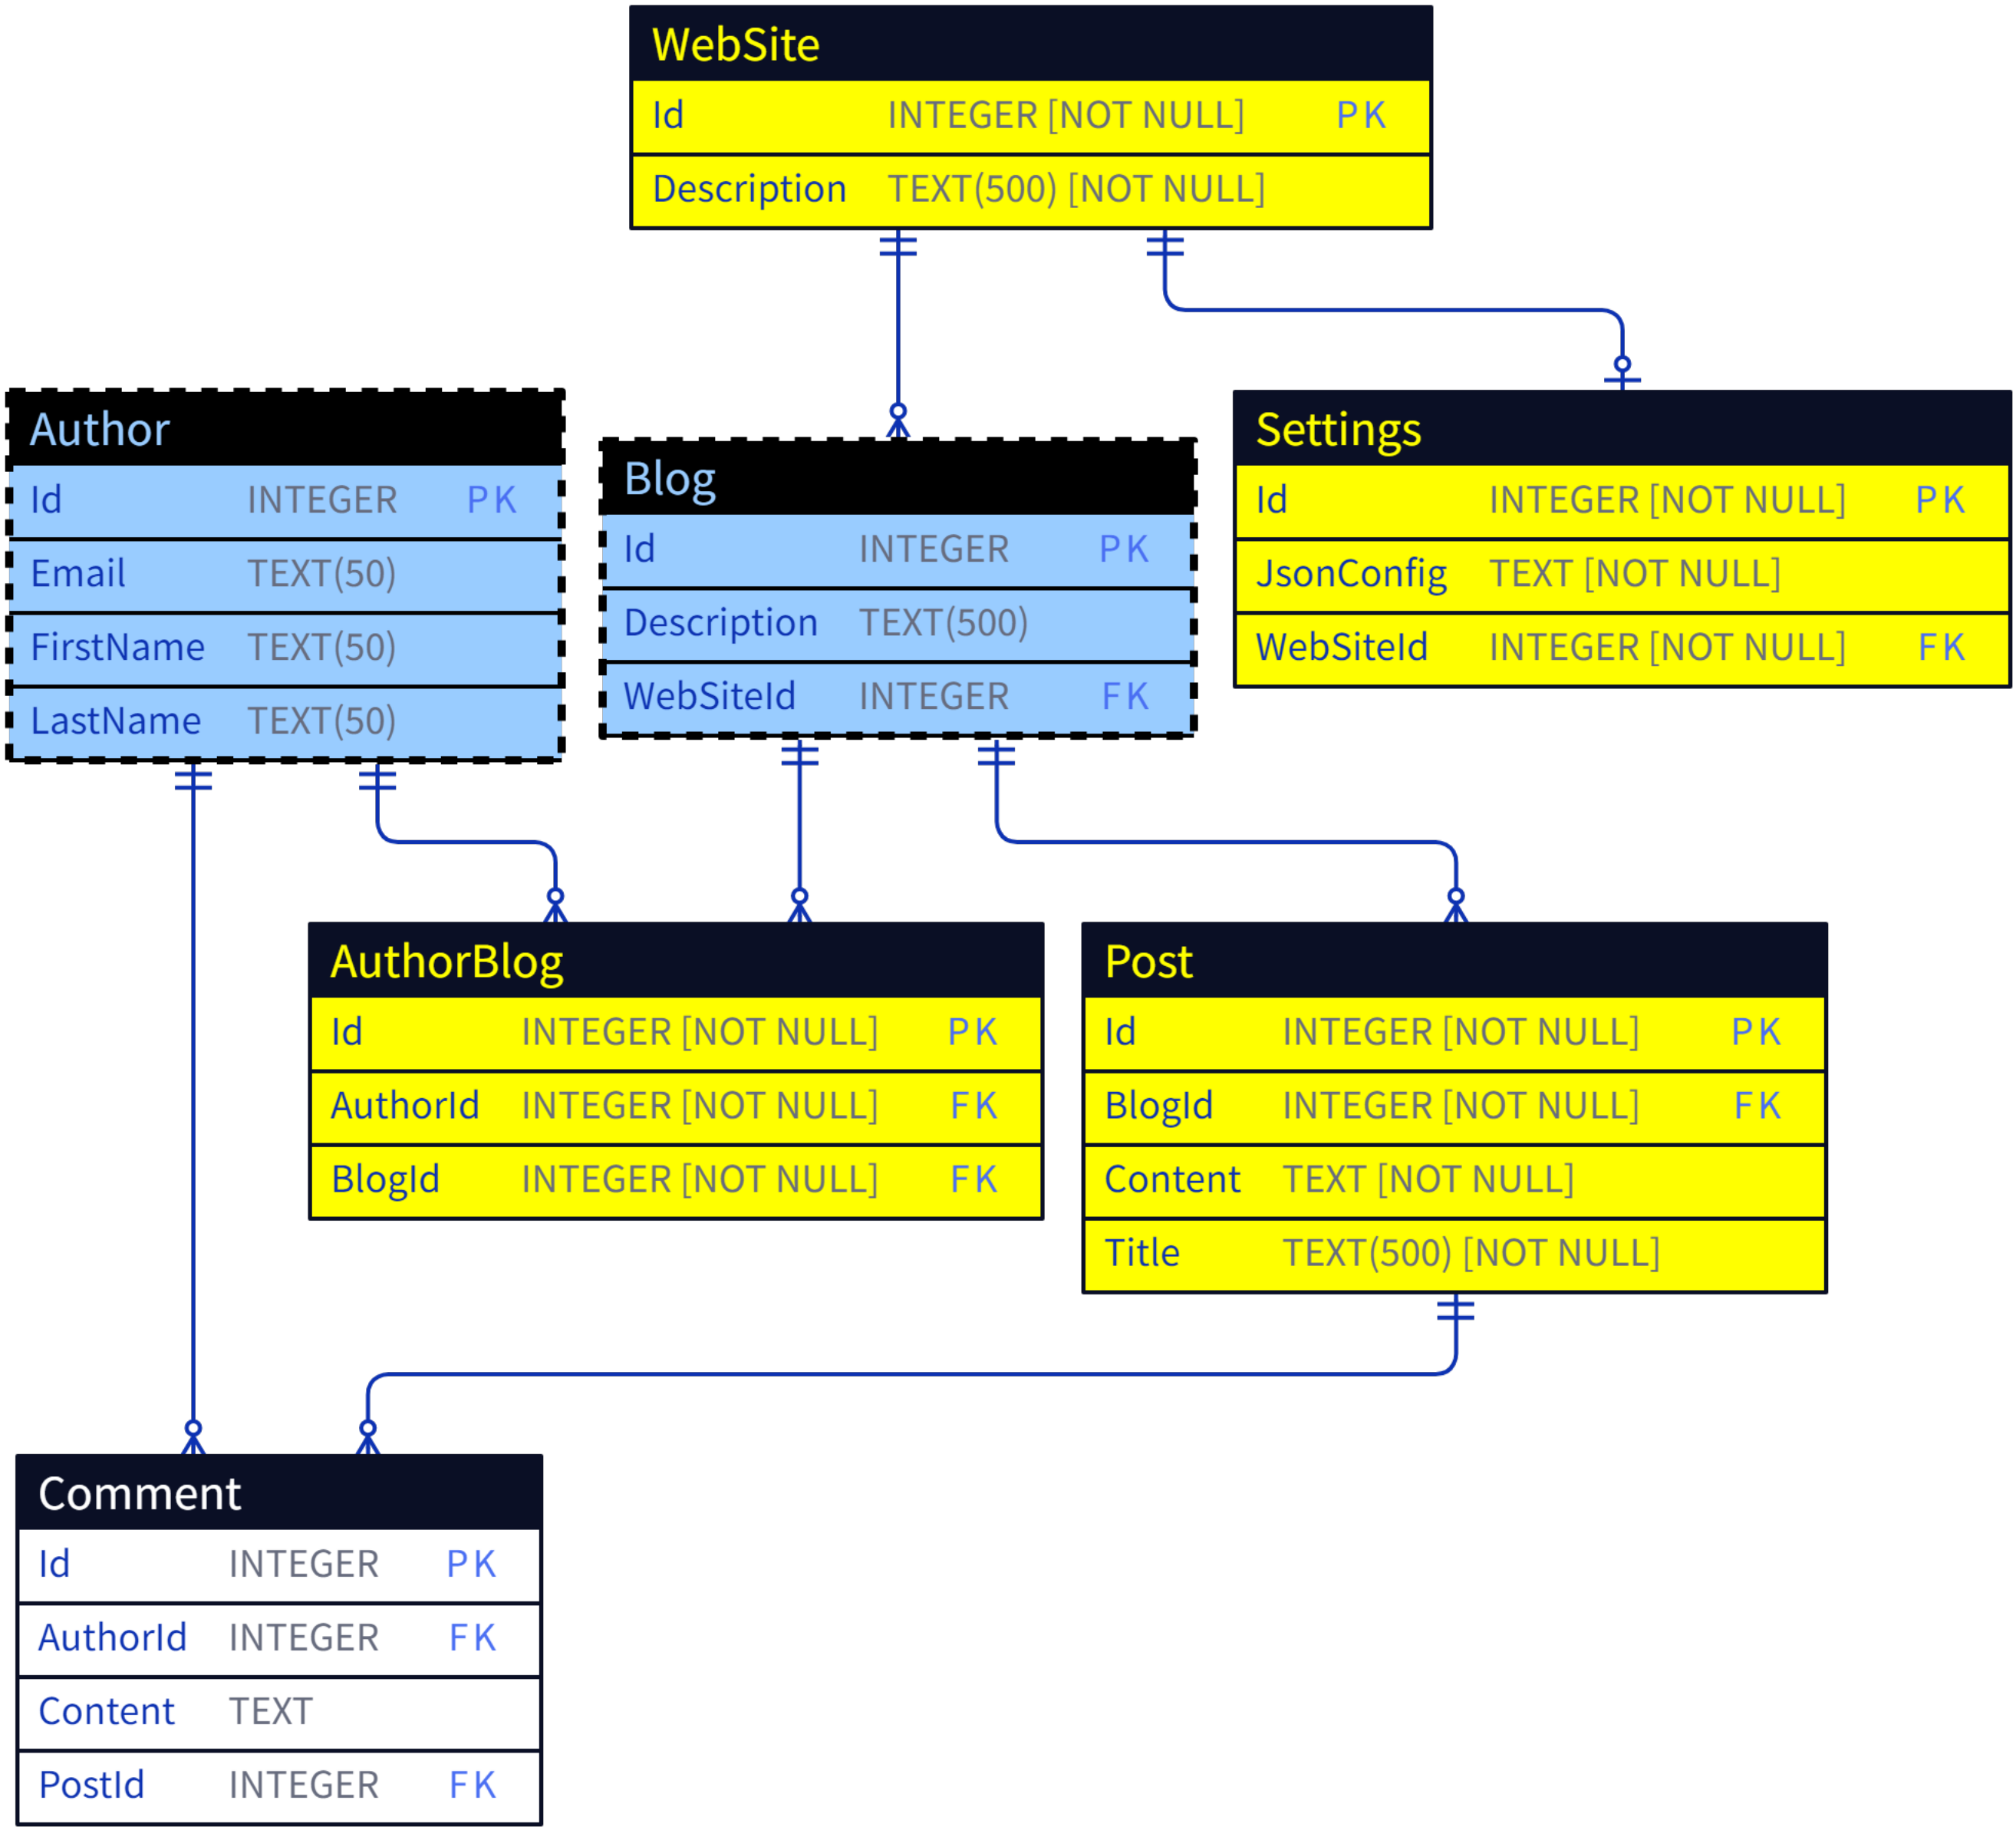 WebSite
Id INTEGER [NOT NULL] PK
Description TEXT(500) [NOT NULL]
Author
Id INTEGER PK
Email TEXT(50)
FirstName TEXT(50)
LastName TEXT(50)
Blog
Id INTEGER PK
Description TEXT(500)
WebSiteId INTEGER FK
Settings
Id INTEGER [NOT NULL] PK
JsonConfig TEXT [NOT NULL]
WebSiteId INTEGER [NOT NULL] FK
AuthorBlog
Id INTEGER [NOT NULL] PK
AuthorId INTEGER [NOT NULL] FK
BlogId INTEGER [NOT NULL] FK
Post
Id INTEGER [NOT NULL] PK
BlogId INTEGER [NOT NULL] FK
Content TEXT [NOT NULL]
Title TEXT(500) [NOT NULL]
Comment
Id INTEGER PK
AuthorId INTEGER FK
Content TEXT
PostId INTEGER FK